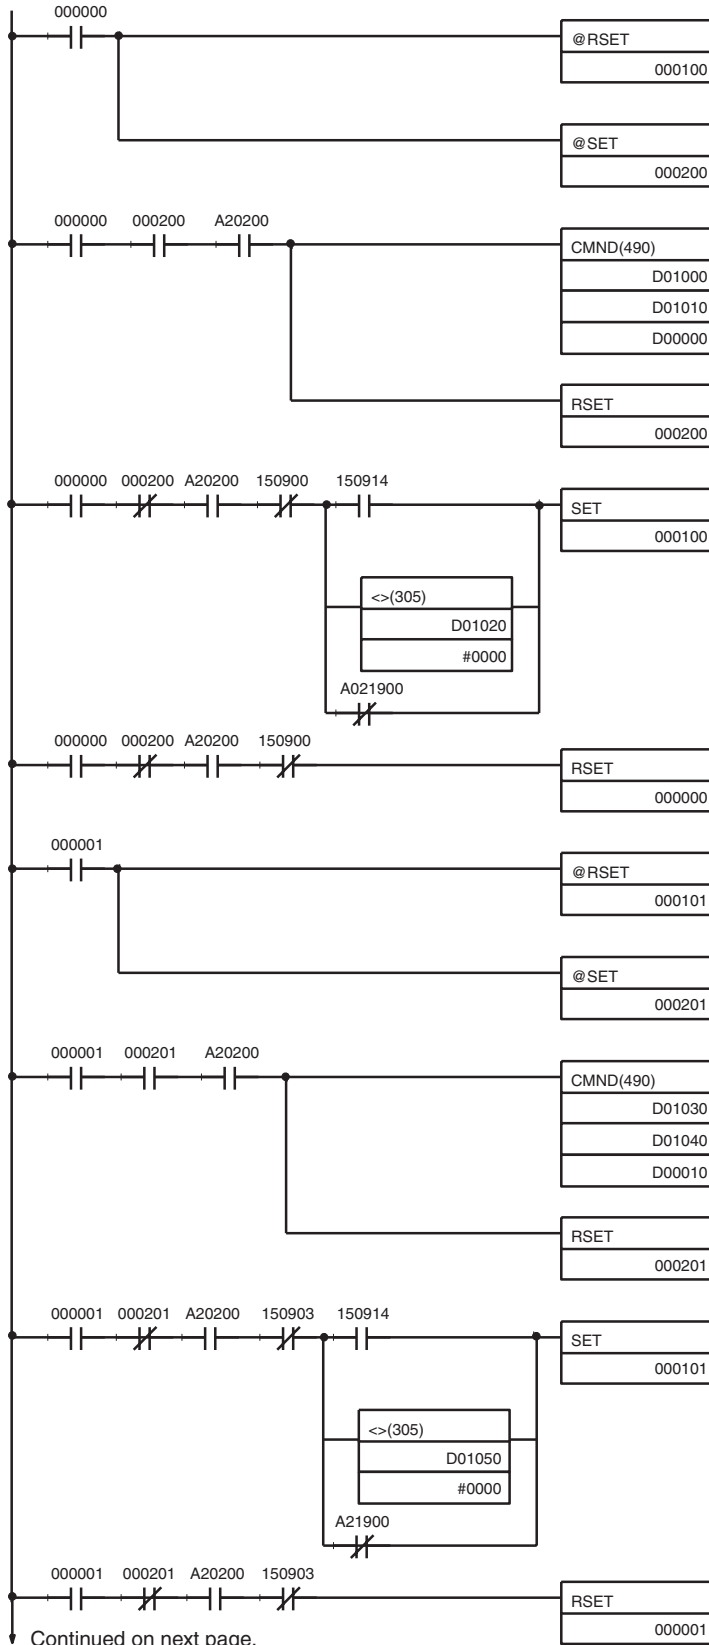 000000
@RSET
000100
@SET
000200
000000 000200 A20200
CMND(490)
D01000
D01010
D00000
RSET
000200
000000 000200 A20200 150900 150914
SET
000100
<>(305)
D01020
#0000
A021900
000000 000200 A20200 150900
RSET
000000
000001
@RSET
000101
@SET
000201
000001 000201 A20200
CMND(490)
D01030
D01040
D00010
RSET
000201
000001 000201 A20200 150903 150914
SET
000101
<>(305)
D01050
#0000
A21900
000001 000201 A20200 150903
RSET
000001
Continued on next page.